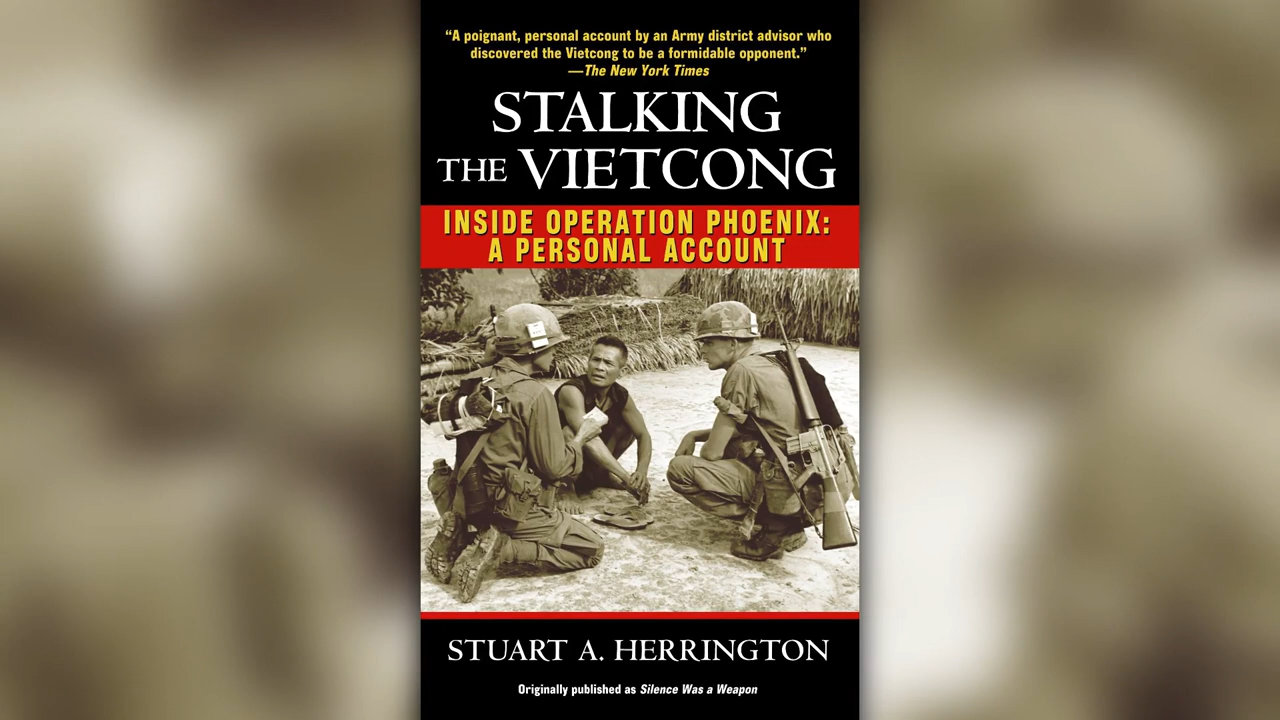 “A poignant, personal account by an Army district advisor who
discovered the Vietcong to be a formidable opponent.”
—The New York Times
STALKING
THE VIETCONG
INSIDE OPERATION PHOENIX:
A PERSONAL ACCOUNT
STUART A. HERRINGTON
Originally published as Silence Was a Weapon